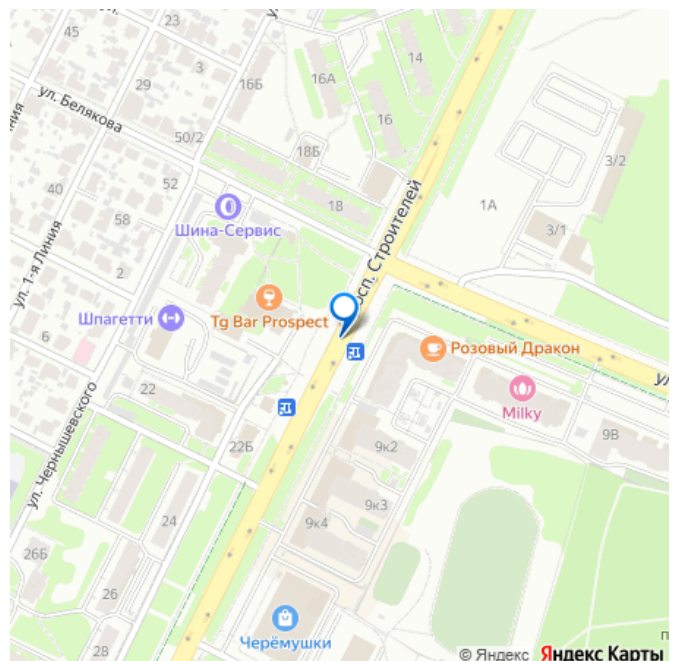 45
14
3
16Б
16А
29
ул. Белякова
16
50/2
18Б
3/2
40
52
18
1А
58
Шина-Сервис
3/1
ул. 1-я Линия
просп. Строителей
2
Шпагетти
Tg Bar Prospect
6
Розовый Дракон
ул
22
Milky
ул. Чернышевского
22Б
9к2
9В
9к3
24
9к4
26Б
26
Черёмушки
28
© Яндекс
Яндекс Карты